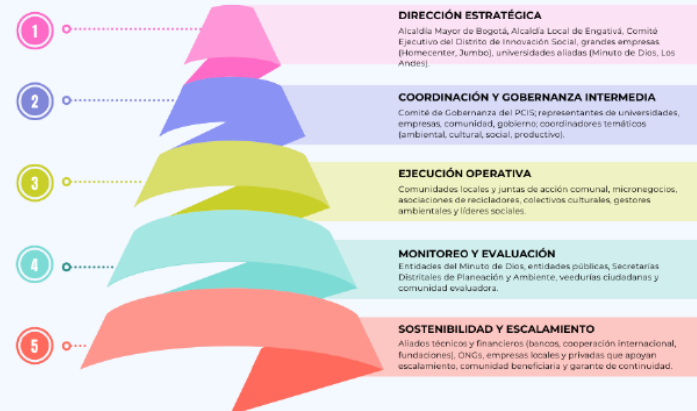 1
DIRECCIÓN ESTRATÉGICA
Alcaldía Mayor de Bogotá, Alcaldía Local de Engativá, Comité
Ejecutivo del Distrito de Innovación Social, grandes empresas
(Homecenter, Jumbo), universidades aliadas (Minuto de Dios, Los
Andes).
2
COORDINACIÓN Y GOBERNANZA INTERMEDIA
Comité de Gobernanza del PCIS; representantes de universidades,
empresas, comunidad, gobierno; coordinadores temáticos
(ambiental, cultural, social, productivo).
3
EJECUCIÓN OPERATIVA
Comunidades locales y juntas de acción comunal, micronegocios,
asociaciones de recicladores, colectivos culturales, gestores
ambientales y líderes sociales.
4
MONITOREO Y EVALUACIÓN
Entidades del Minuto de Dios, entidades públicas, Secretarías
Distritales de Planeación y Ambiente, veedurías ciudadanas y
comunidad evaluadora.
5
SOSTENIBILIDAD Y ESCALAMIENTO
Aliados técnicos y financieros (bancos, cooperación internacional,
fundaciones), ONGs, empresas locales y privadas que apoyan
escalamiento, comunidad beneficiaria y garante de continuidad.